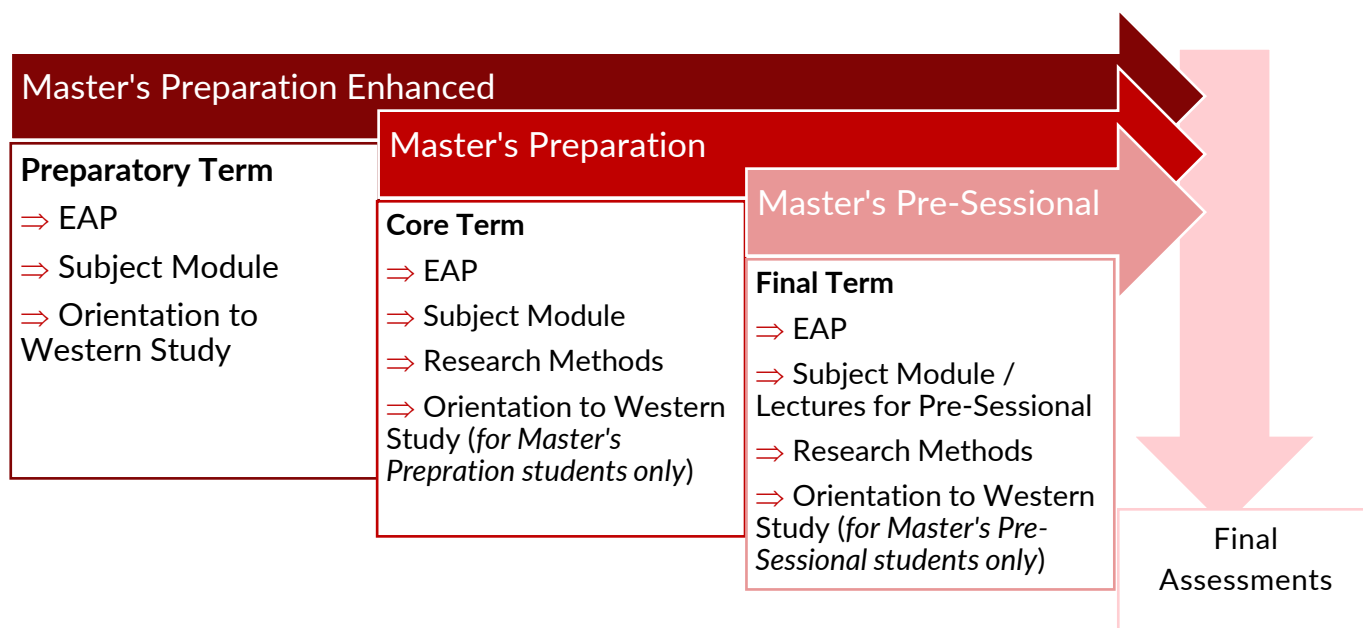 Master's Preparation Enhanced
Preparatory Term
⇒ EAP
⇒ Subject Module
⇒ Orientation to
Western Study
Master's Preparation
Core Term
⇒ EAP
⇒ Subject Module
⇒ Research Methods
⇒ Orientation to Western
Study (for Master's
Prepration students only)
Master's Pre-Sessional
Final Term
⇒ EAP
⇒ Subject Module /
Lectures for Pre-Sessional
⇒ Research Methods
⇒ Orientation to Western
Study (for Master's Pre-
Sessional students only)
Final
Assessments